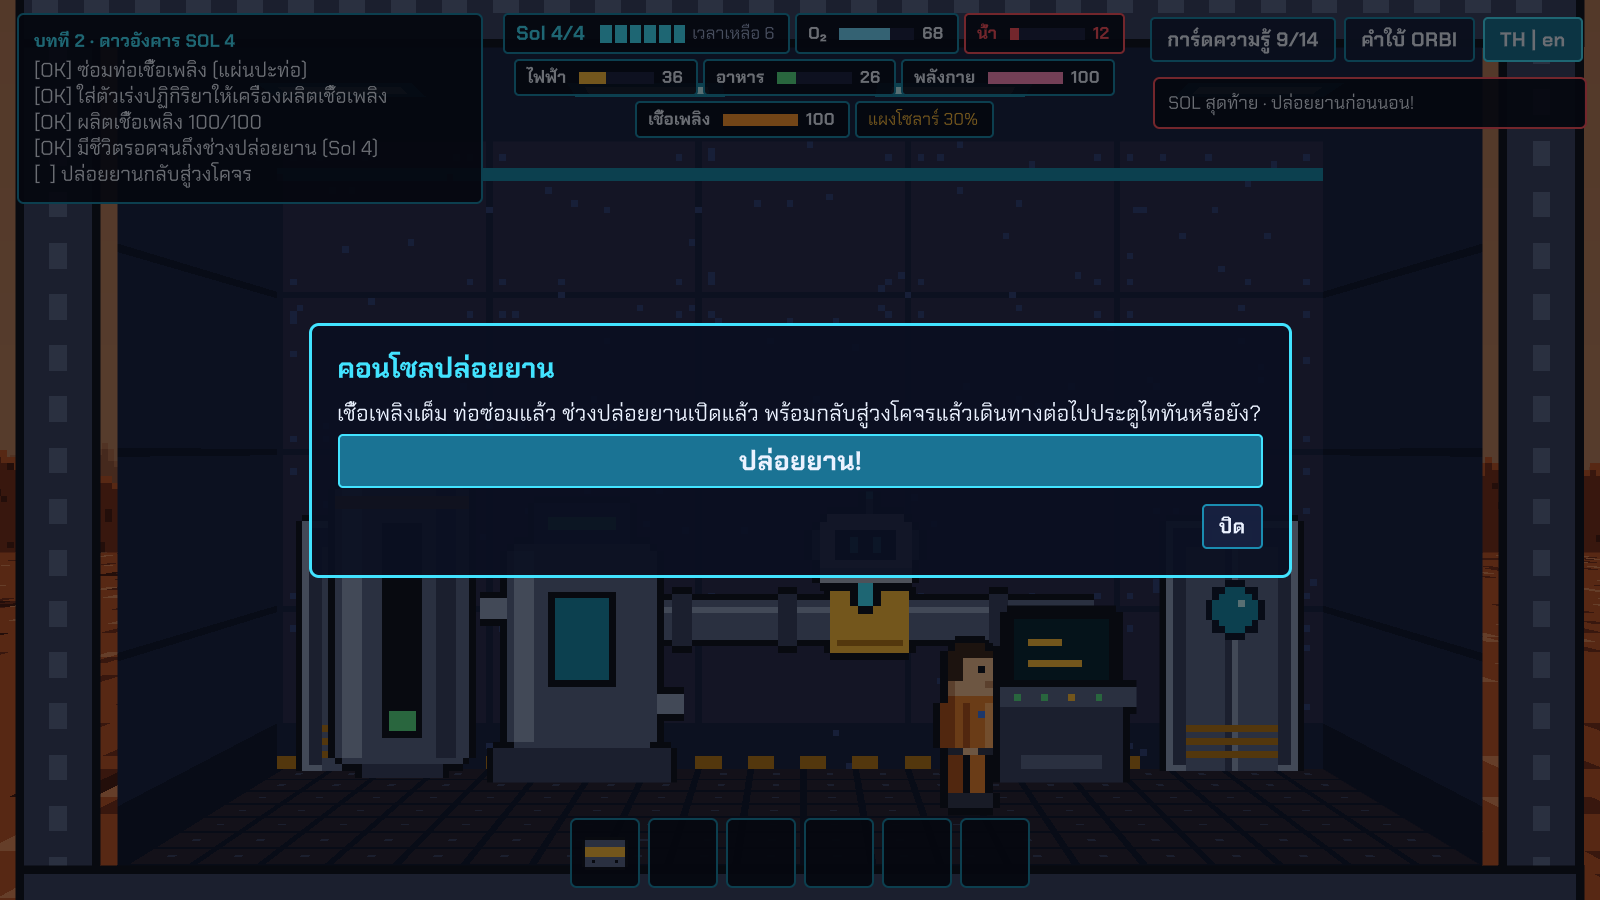 บทที่ 2 · ดาวอังคาร SOL 4
[OK] ซ่อมท่อเชื้อเพลิง (แผ่นปะท่อ)
[OK] ใส่ตัวเร่งปฏิกิริยาให้เครื่องผลิตเชื้อเพลิง
[OK] ผลิตเชื้อเพลิง 100/100
[OK] มีชีวิตรอดจนถึงช่วงปล่อยยาน (Sol 4)
[ ] ปล่อยยานกลับสู่วงโคจร
Sol 4/4 เวลาเหลือ 6
O₂ 68
น้ำ 12
ไฟฟ้า 36
อาหาร 26
พลังกาย 100
เชื้อเพลิง 100
แผงโซลาร์ 30%
การ์ดความรู้ 9/14
คำใบ้ ORBI
TH | en
SOL สุดท้าย · ปล่อยยานก่อนนอน!
คอนโซลปล่อยยาน
เชื้อเพลิงเต็ม ท่อซ่อมแล้ว ช่วงปล่อยยานเปิดแล้ว พร้อมกลับสู่วงโคจรแล้วเดินทางต่อไปประตูไททันหรือยัง?
ปล่อยยาน!
ปิด